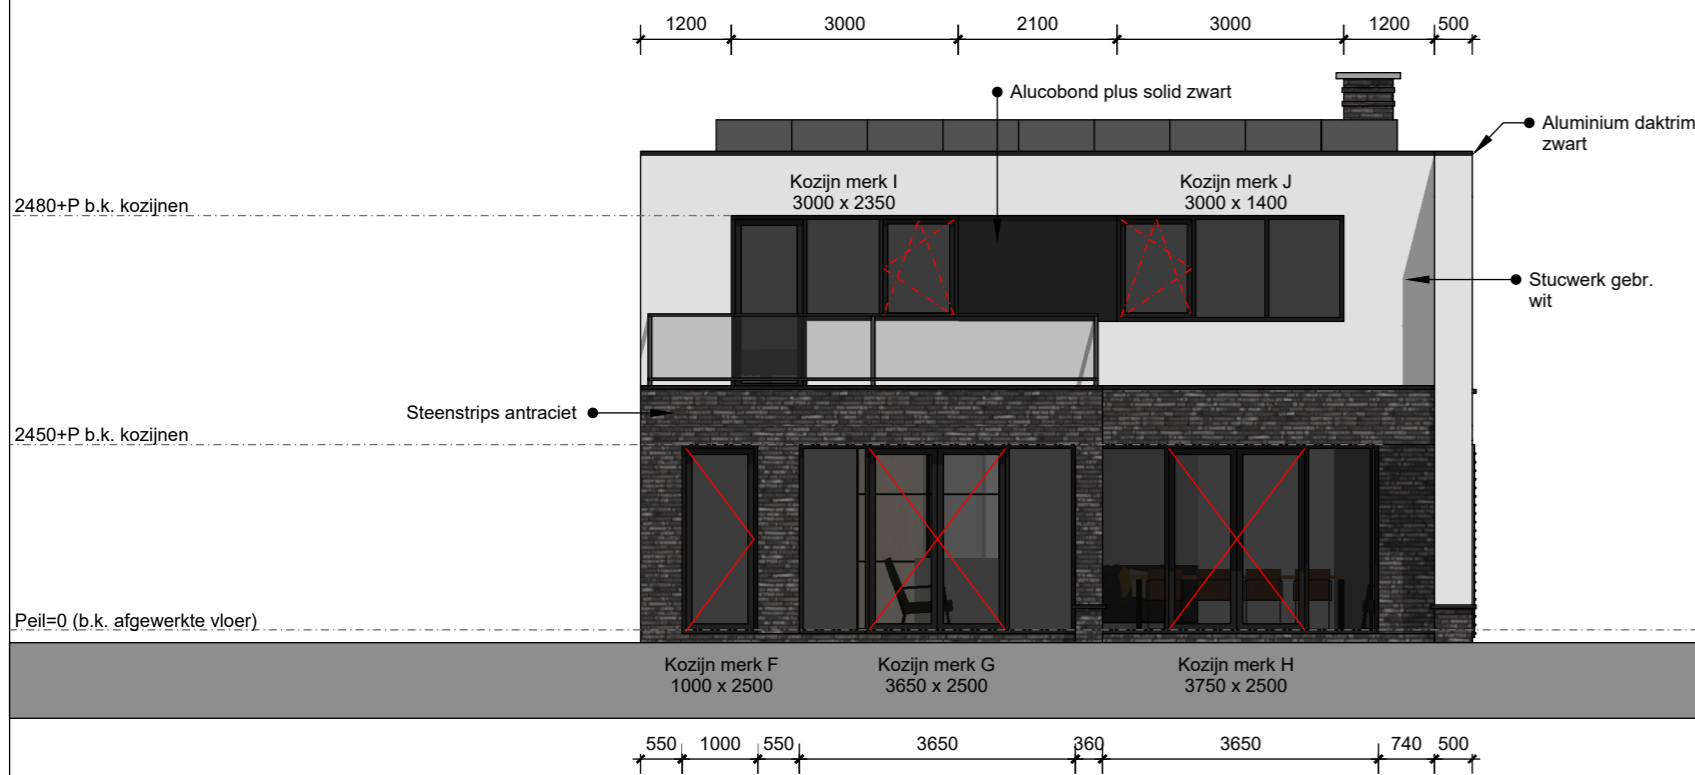 1200 3000 2100 3000 1200 500
Alucobond plus solid zwart
Aluminium daktrim
zwart
Kozijn merk I
3000 x 2350
Kozijn merk J
3000 x 1400
2480+P b.k. kozijnen
Stucwerk gebr.
wit
Steenstrips antraciet
2450+P b.k. kozijnen
Peil=0 (b.k. afgewerkte vloer)
Kozijn merk F
1000 x 2500
Kozijn merk G
3650 x 2500
Kozijn merk H
3750 x 2500
550 1000 550 3650 360 3650 740 500